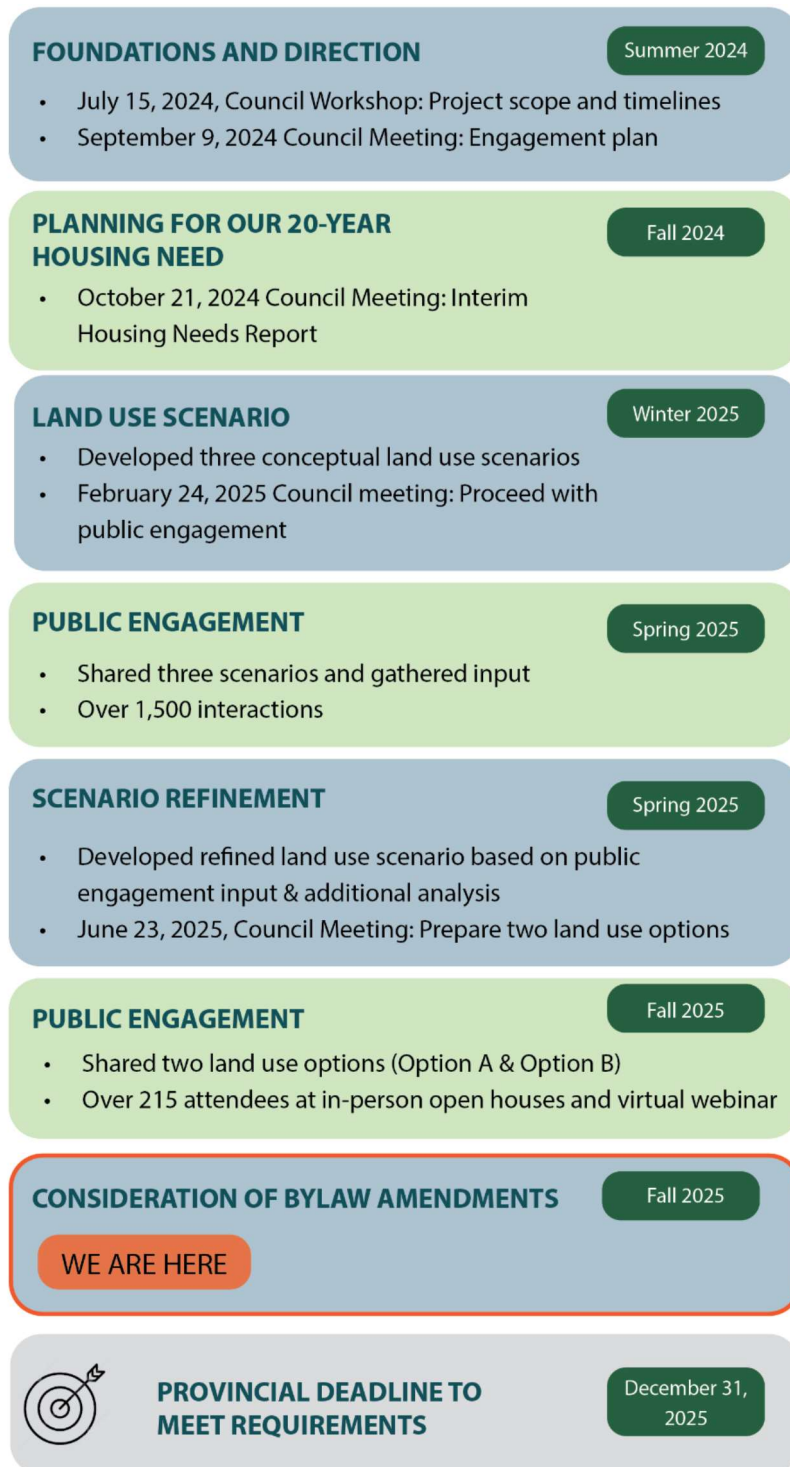 FOUNDATIONS AND DIRECTION
Summer 2024
• July 15, 2024, Council Workshop: Project scope and timelines
• September 9, 2024 Council Meeting: Engagement plan
PLANNING FOR OUR 20-YEAR
HOUSING NEED
Fall 2024
• October 21, 2024 Council Meeting: Interim
Housing Needs Report
LAND USE SCENARIO
Winter 2025
• Developed three conceptual land use scenarios
• February 24, 2025 Council meeting: Proceed with
public engagement
PUBLIC ENGAGEMENT
Spring 2025
• Shared three scenarios and gathered input
• Over 1,500 interactions
SCENARIO REFINEMENT
Spring 2025
• Developed refined land use scenario based on public
engagement input & additional analysis
• June 23, 2025, Council Meeting: Prepare two land use options
PUBLIC ENGAGEMENT
Fall 2025
• Shared two land use options (Option A & Option B)
• Over 215 attendees at in-person open houses and virtual webinar
CONSIDERATION OF BYLAW AMENDMENTS
Fall 2025
WE ARE HERE
PROVINCIAL DEADLINE TO
MEET REQUIREMENTS
December 31,
2025